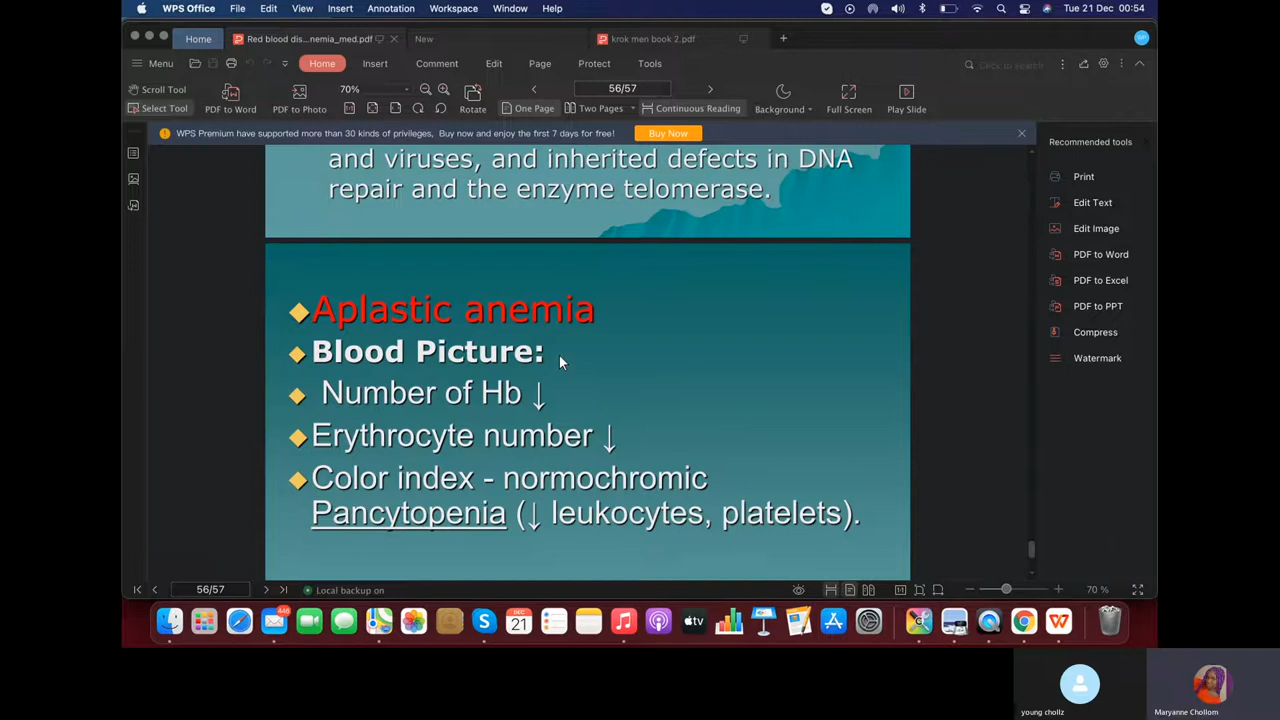 WPS Office File Edit View Insert Annotation Workspace Window Help Tue 21 Dec 00:54
Home Red blood dis...nemia_med.pdf New krok men book 2.pdf
Menu Home Insert Comment Edit Page Protect Tools Click to search
Scroll Tool
Select Tool
PDF to Word PDF to Photo 70% Rotate 56/57 One Page Two Pages Continuous Reading Background Full Screen Play Slide
WPS Premium have supported more than 30 kinds of privileges, Buy now and enjoy the first 7 days for free! Buy Now
Recommended tools
Print
Edit Text
Edit Image
PDF to Word
PDF to Excel
PDF to PPT
Compress
Watermark
and viruses, and inherited defects in DNA
repair and the enzyme telomerase.
Aplastic anemia
Blood Picture:
Number of Hb ↓
Erythrocyte number ↓
Color index - normochromic
Pancytopenia (↓ leukocytes, platelets).
56/57 Local backup on 70 %
446
DEC
21
tv
young chollz
Maryanne Chollom